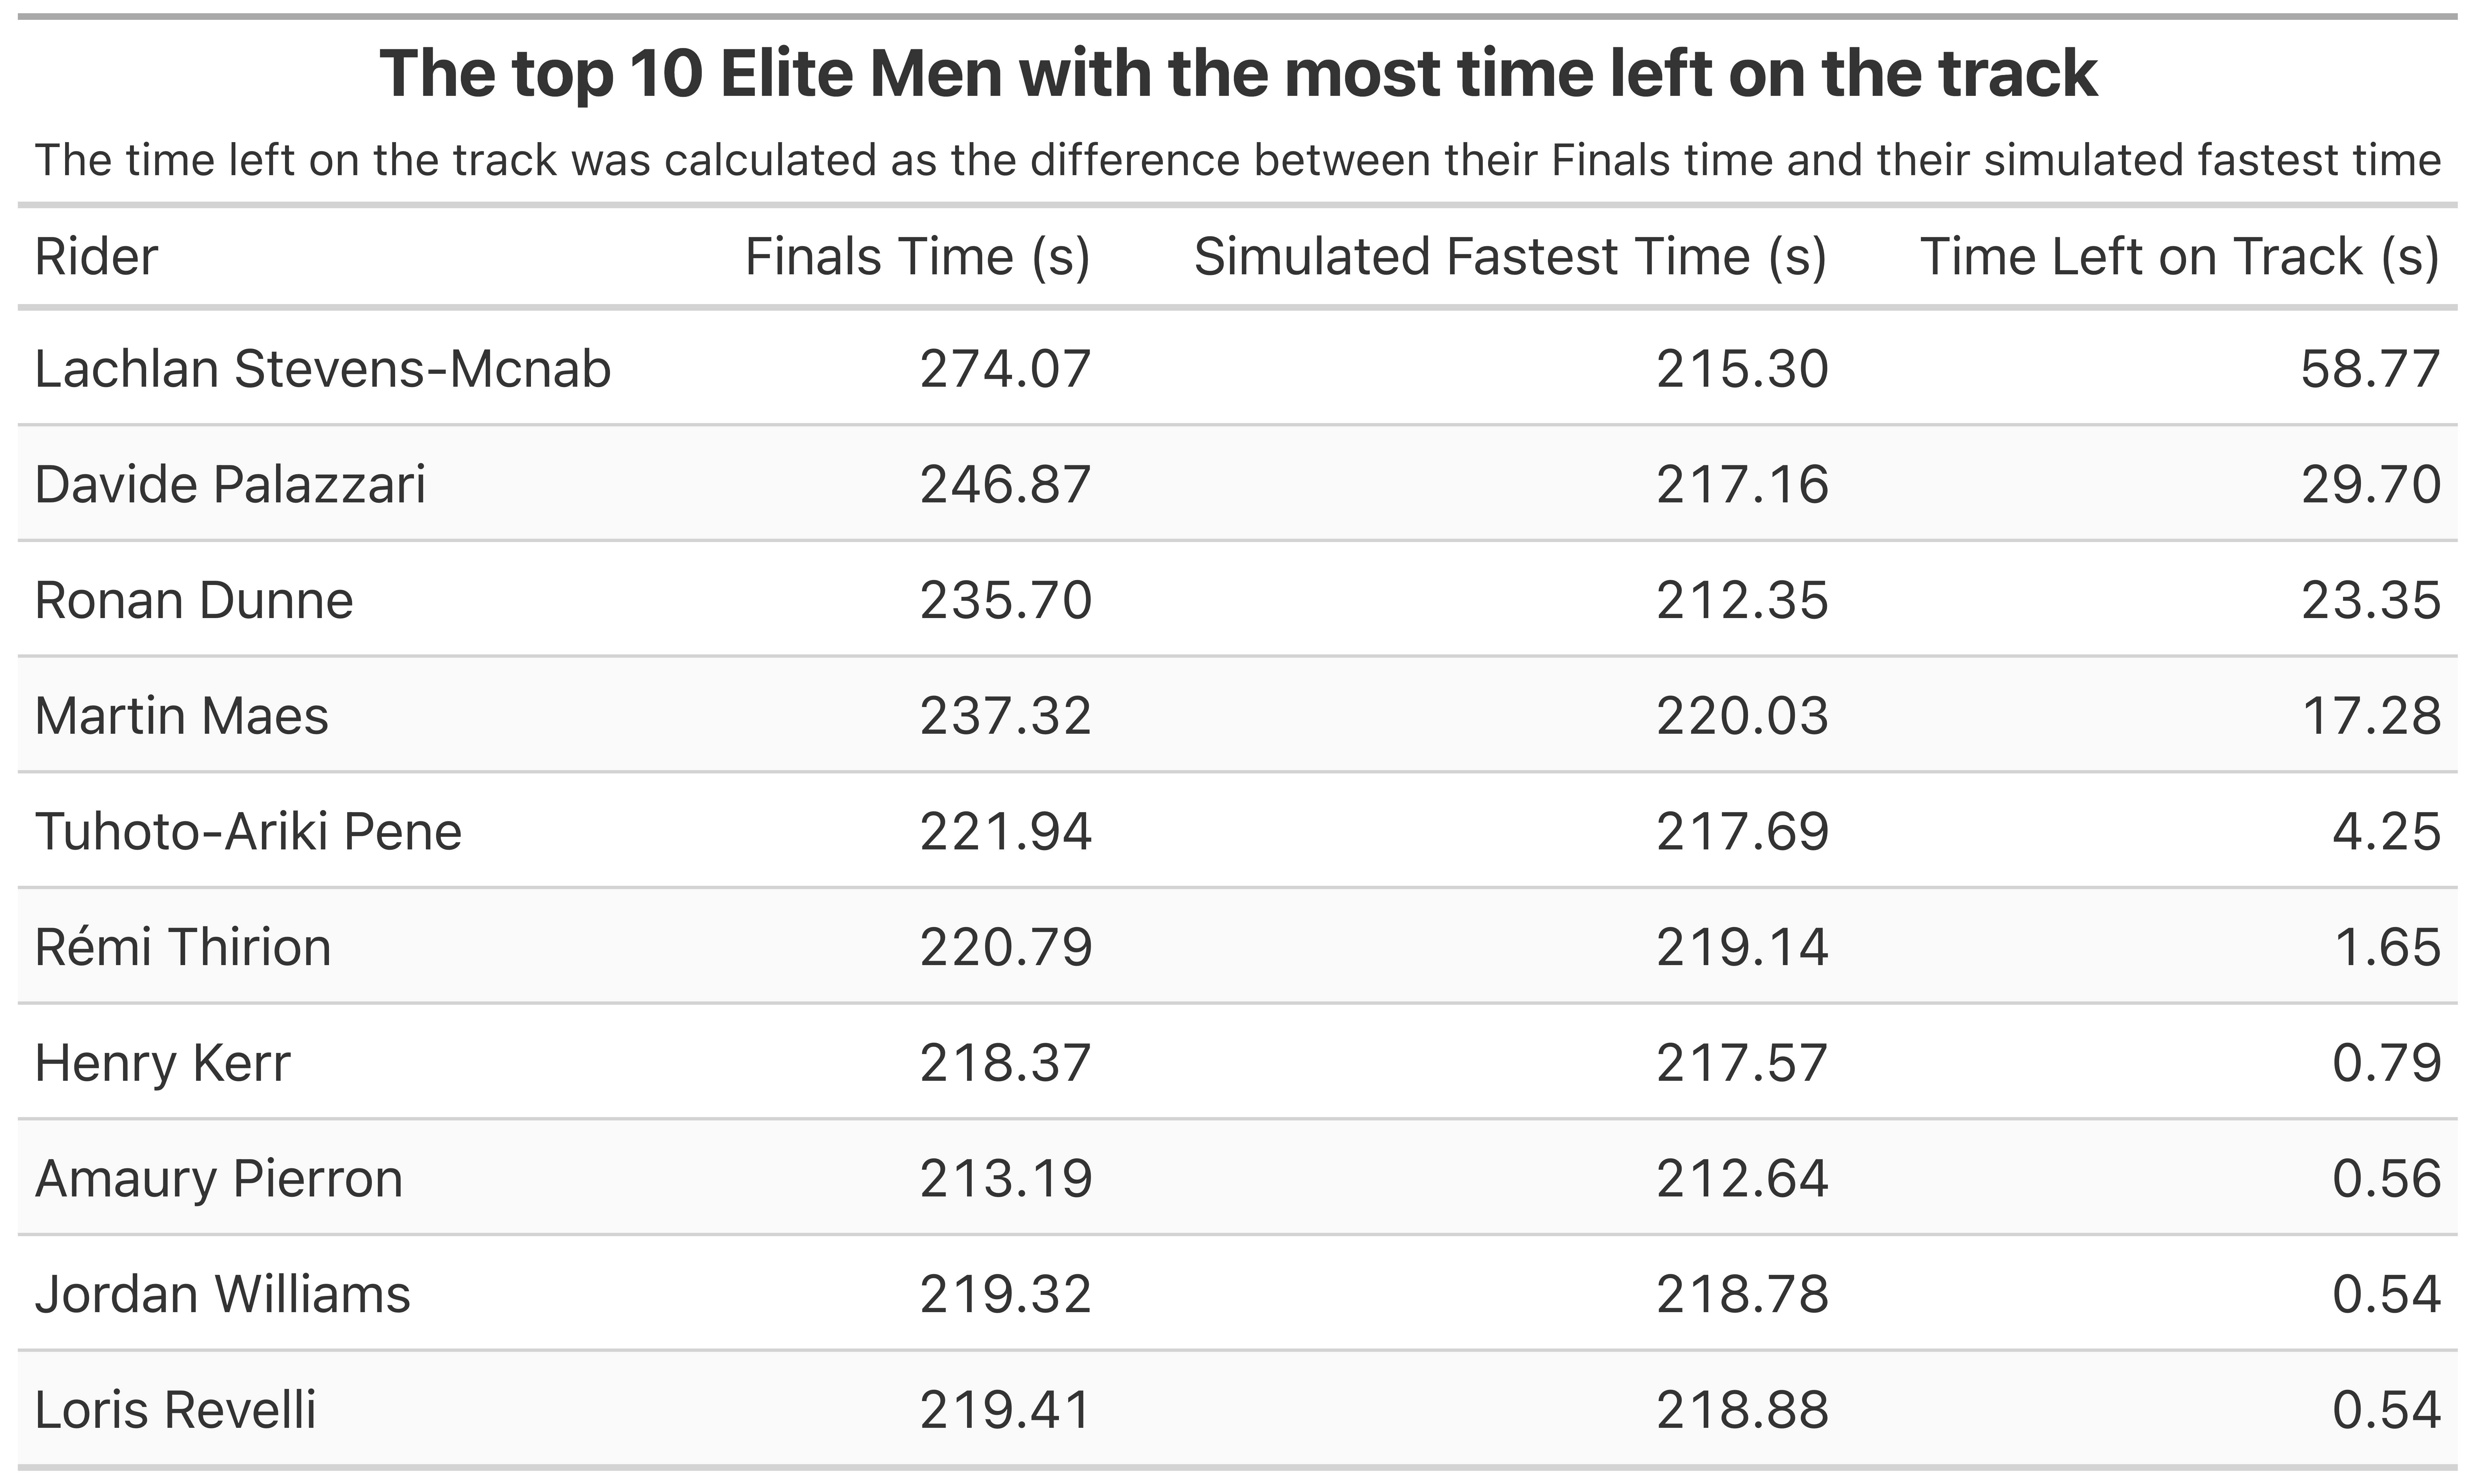 The top 10 Elite Men with the most time left on the track
The time left on the track was calculated as the difference between their Finals time and their simulated fastest time
Rider Finals Time (s) Simulated Fastest Time (s) Time Left on Track (s)
Lachlan Stevens-Mcnab 274.07 215.30 58.77
Davide Palazzari 246.87 217.16 29.70
Ronan Dunne 235.70 212.35 23.35
Martin Maes 237.32 220.03 17.28
Tuhoto-Ariki Pene 221.94 217.69 4.25
Rémi Thirion 220.79 219.14 1.65
Henry Kerr 218.37 217.57 0.79
Amaury Pierron 213.19 212.64 0.56
Jordan Williams 219.32 218.78 0.54
Loris Revelli 219.41 218.88 0.54